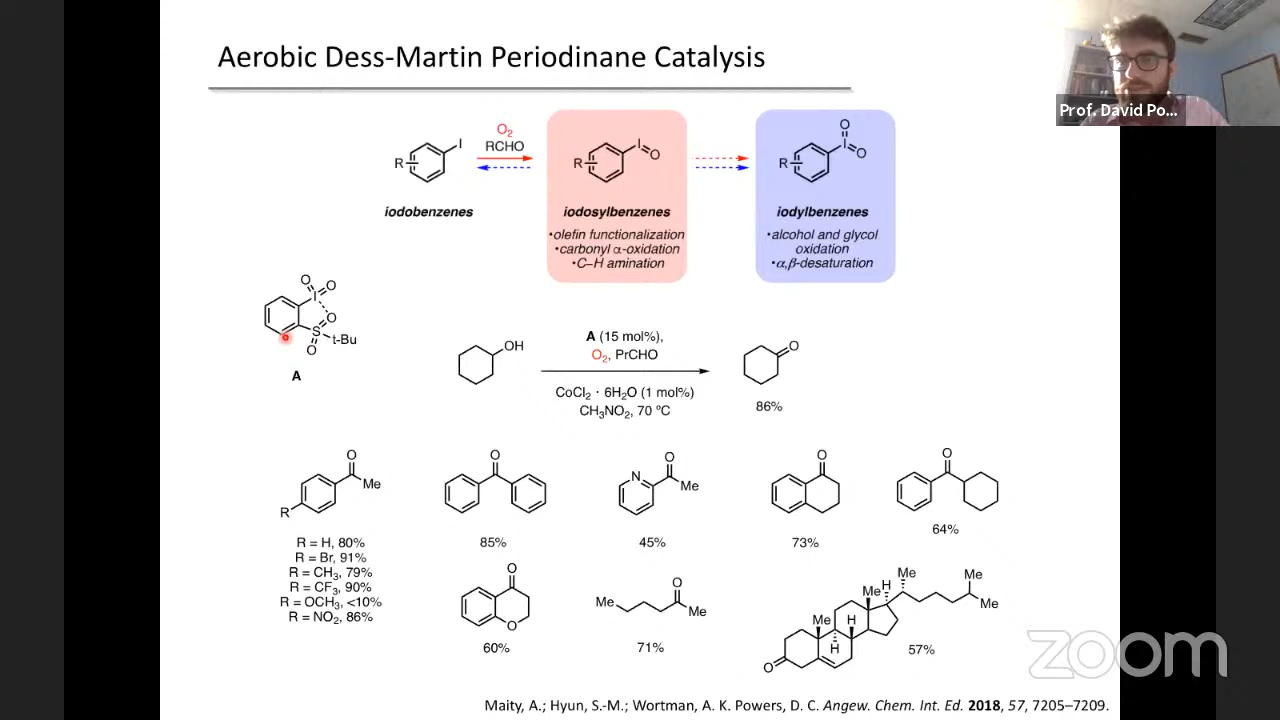 Aerobic Dess-Martin Periodinane Catalysis
Prof. David Po...
O2
RCHO
I
R
I
O
R
O
I
O
R
iodobenzenes
iodosylbenzenes
iodylbenzenes
•olefin functionalization
•carbonyl α-oxidation
•C–H amination
•alcohol and glycol
oxidation
•α,β-desaturation
O
O
I
O
S
O
t-Bu
A
OH
A (15 mol%),
O2, PrCHO
CoCl2 · 6H2O (1 mol%)
CH3NO2, 70 ºC
O
86%
O
Me
R
R = H, 80%
R = Br, 91%
R = CH3, 79%
R = CF3, 90%
R = OCH3, <10%
R = NO2, 86%
O
85%
N
O
Me
45%
O
73%
O
64%
O
O
60%
Me
O
Me
71%
Me
Me
Me
H
Me
Me
H
H
O
57%
zoom
Maity, A.; Hyun, S.-M.; Wortman, A. K. Powers, D. C. Angew. Chem. Int. Ed. 2018, 57, 7205–7209.